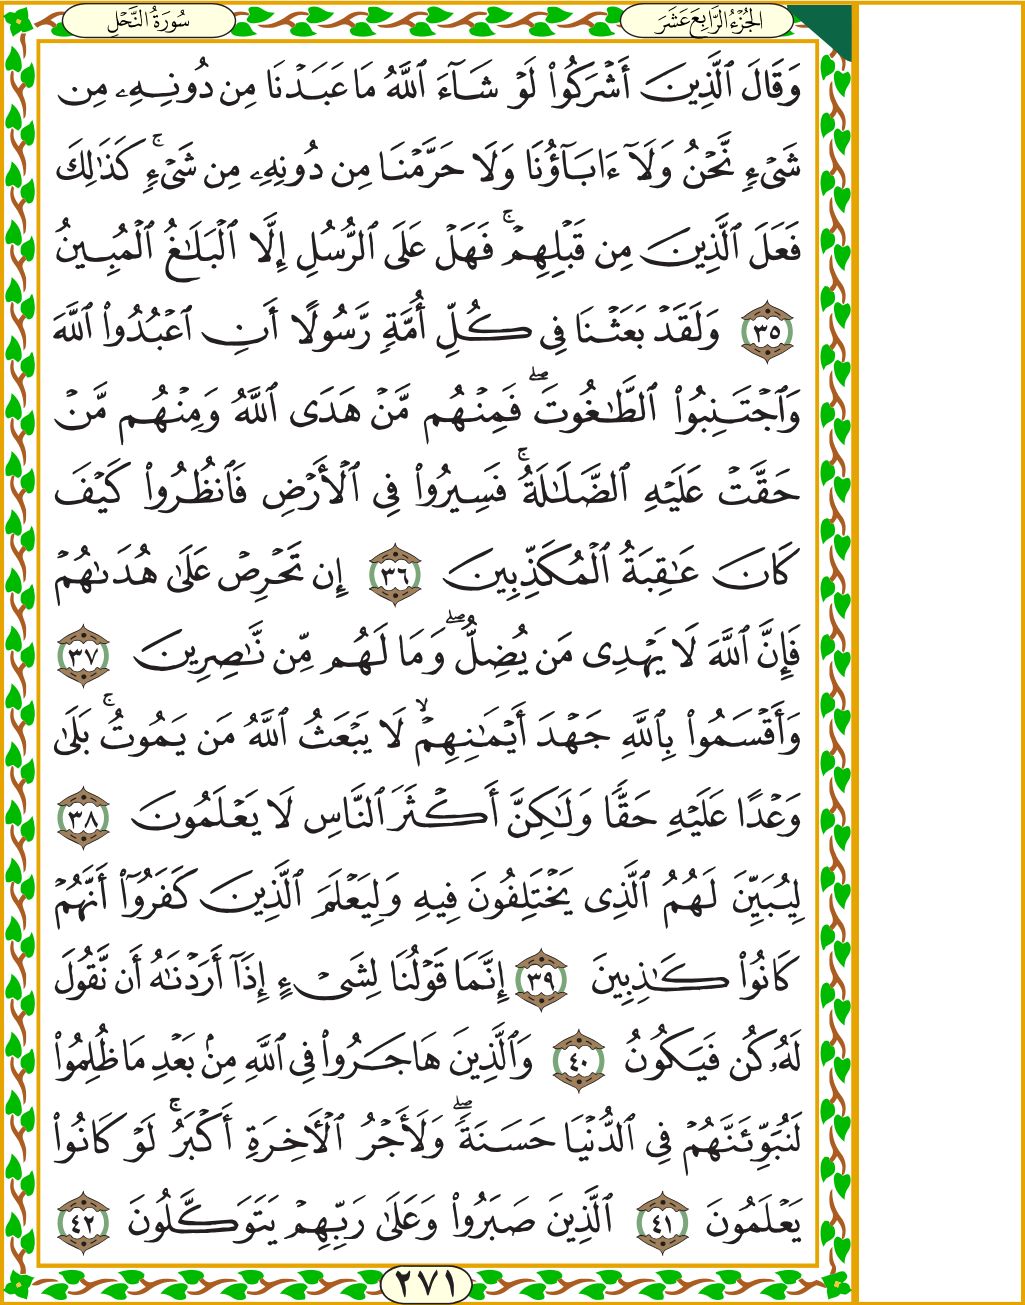 سُورَةُ النَّحْلِ
الجُزْءُ الرَّابِعَ عَشَرَ
وَقَالَ ٱلَّذِينَ أَشْرَكُوا۟ لَوْ شَآءَ ٱللَّهُ مَا عَبَدْنَا مِن دُونِهِۦ مِن
شَىْءٍ نَّحْنُ وَلَآ ءَابَآؤُنَا وَلَا حَرَّمْنَا مِن دُونِهِۦ مِن شَىْءٍ ۚ كَذَٰلِكَ
فَعَلَ ٱلَّذِينَ مِن قَبْلِهِمْ ۚ فَهَلْ عَلَى ٱلرُّسُلِ إِلَّا ٱلْبَلَٰغُ ٱلْمُبِينُ
٣٥ وَلَقَدْ بَعَثْنَا فِى كُلِّ أُمَّةٍ رَّسُولًا أَنِ ٱعْبُدُوا۟ ٱللَّهَ
وَٱجْتَنِبُوا۟ ٱلطَّٰغُوتَ ۖ فَمِنْهُم مَّنْ هَدَى ٱللَّهُ وَمِنْهُم مَّنْ
حَقَّتْ عَلَيْهِ ٱلضَّلَٰلَةُ ۚ فَسِيرُوا۟ فِى ٱلْأَرْضِ فَٱنظُرُوا۟ كَيْفَ
كَانَ عَٰقِبَةُ ٱلْمُكَذِّبِينَ ٣٦ إِن تَحْرِصْ عَلَىٰ هُدَىٰهُمْ
فَإِنَّ ٱللَّهَ لَا يَهْدِى مَن يُضِلُّ ۖ وَمَا لَهُم مِّن نَّٰصِرِينَ ٣٧
وَأَقْسَمُوا۟ بِٱللَّهِ جَهْدَ أَيْمَٰنِهِمْ ۙ لَا يَبْعَثُ ٱللَّهُ مَن يَمُوتُ ۚ بَلَىٰ
وَعْدًا عَلَيْهِ حَقًّا وَلَٰكِنَّ أَكْثَرَ ٱلنَّاسِ لَا يَعْلَمُونَ ٣٨
لِيُبَيِّنَ لَهُمُ ٱلَّذِى يَخْتَلِفُونَ فِيهِ وَلِيَعْلَمَ ٱلَّذِينَ كَفَرُوٓا۟ أَنَّهُمْ
كَانُوا۟ كَٰذِبِينَ ٣٩ إِنَّمَا قَوْلُنَا لِشَىْءٍ إِذَآ أَرَدْنَٰهُ أَن نَّقُولَ
لَهُۥ كُن فَيَكُونُ ٤٠ وَٱلَّذِينَ هَاجَرُوا۟ فِى ٱللَّهِ مِنۢ بَعْدِ مَا ظُلِمُوا۟
لَنُبَوِّئَنَّهُمْ فِى ٱلدُّنْيَا حَسَنَةً ۖ وَلَأَجْرُ ٱلْءَاخِرَةِ أَكْبَرُ ۚ لَوْ كَانُوا۟
يَعْلَمُونَ ٤١ ٱلَّذِينَ صَبَرُوا۟ وَعَلَىٰ رَبِّهِمْ يَتَوَكَّلُونَ ٤٢
٢٧١